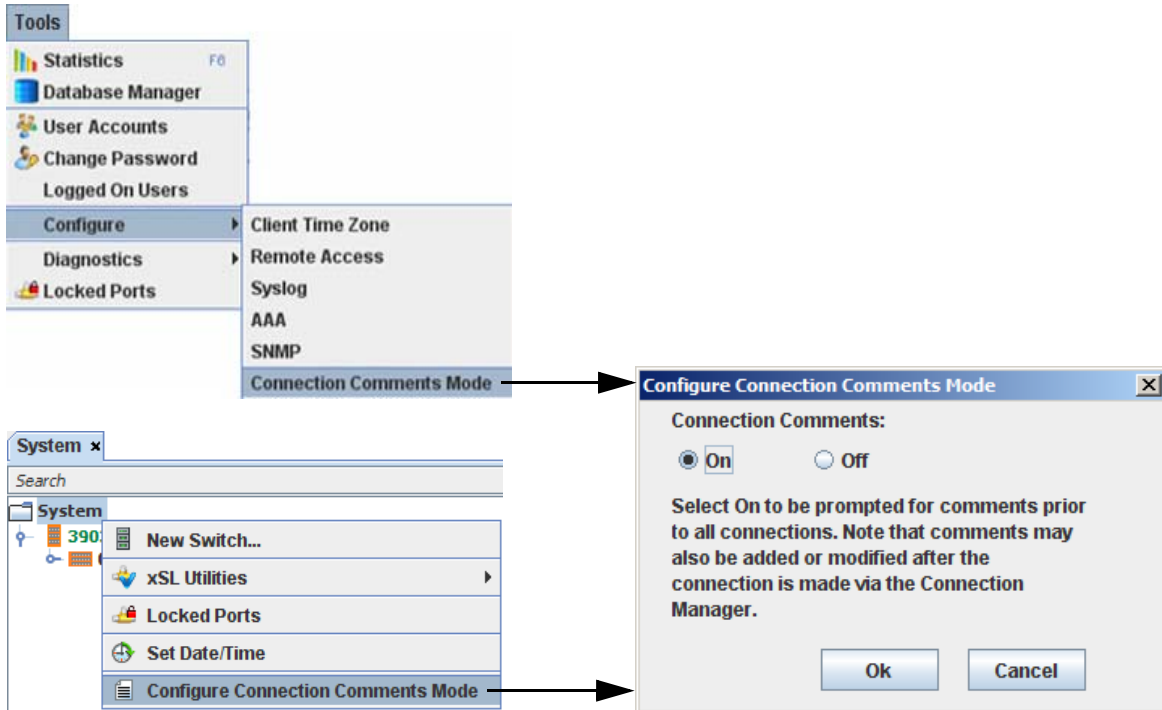 Tools
Statistics F6
Database Manager
User Accounts
Change Password
Logged On Users
Configure
Diagnostics
Locked Ports
Client Time Zone
Remote Access
Syslog
AAA
SNMP
Connection Comments Mode
Configure Connection Comments Mode
Connection Comments:
On Off
Select On to be prompted for comments prior
to all connections. Note that comments may
also be added or modified after the
connection is made via the Connection
Manager.
Ok Cancel
System
Search
System
New Switch...
xSL Utilities
Locked Ports
Set Date/Time
Configure Connection Comments Mode